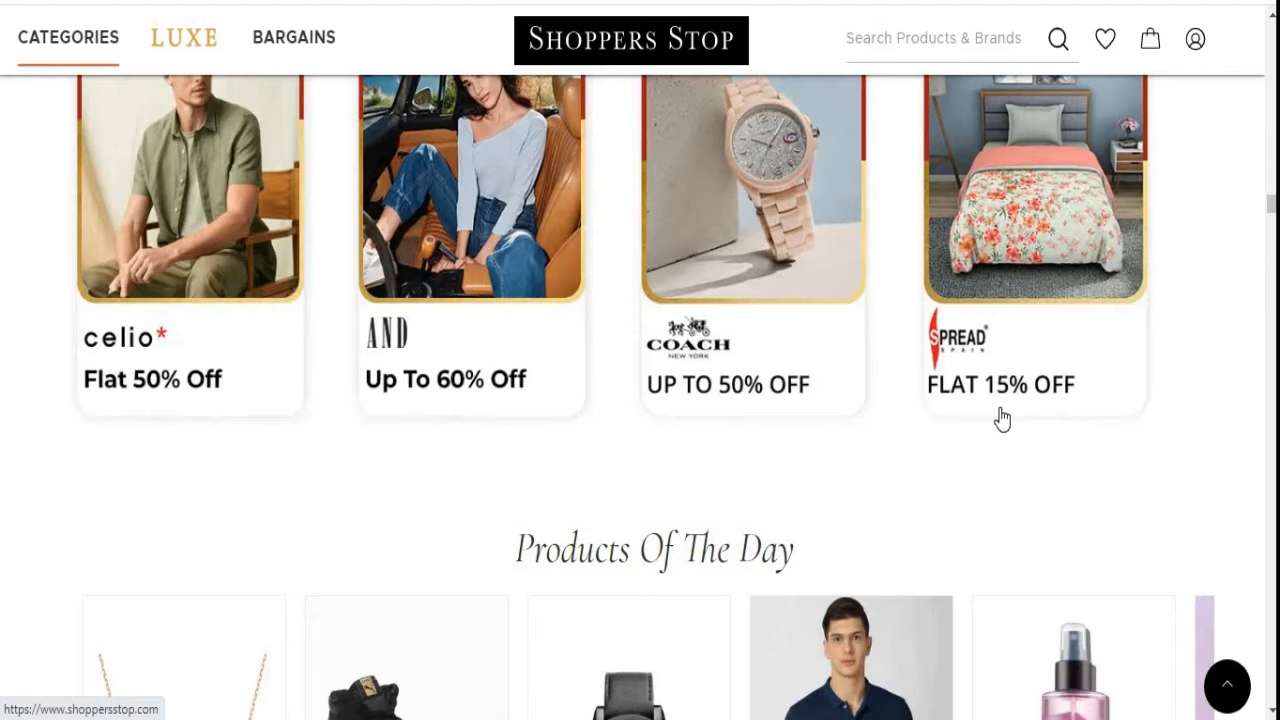 CATEGORIES LUXE BARGAINS SHOPPERS STOP Search Products & Brands
celio* AND COACH SPREAD
NEW YORK SPAIN
Flat 50% Off Up To 60% Off UP TO 50% OFF FLAT 15% OFF
Products Of The Day
https://www.shoppersstop.com